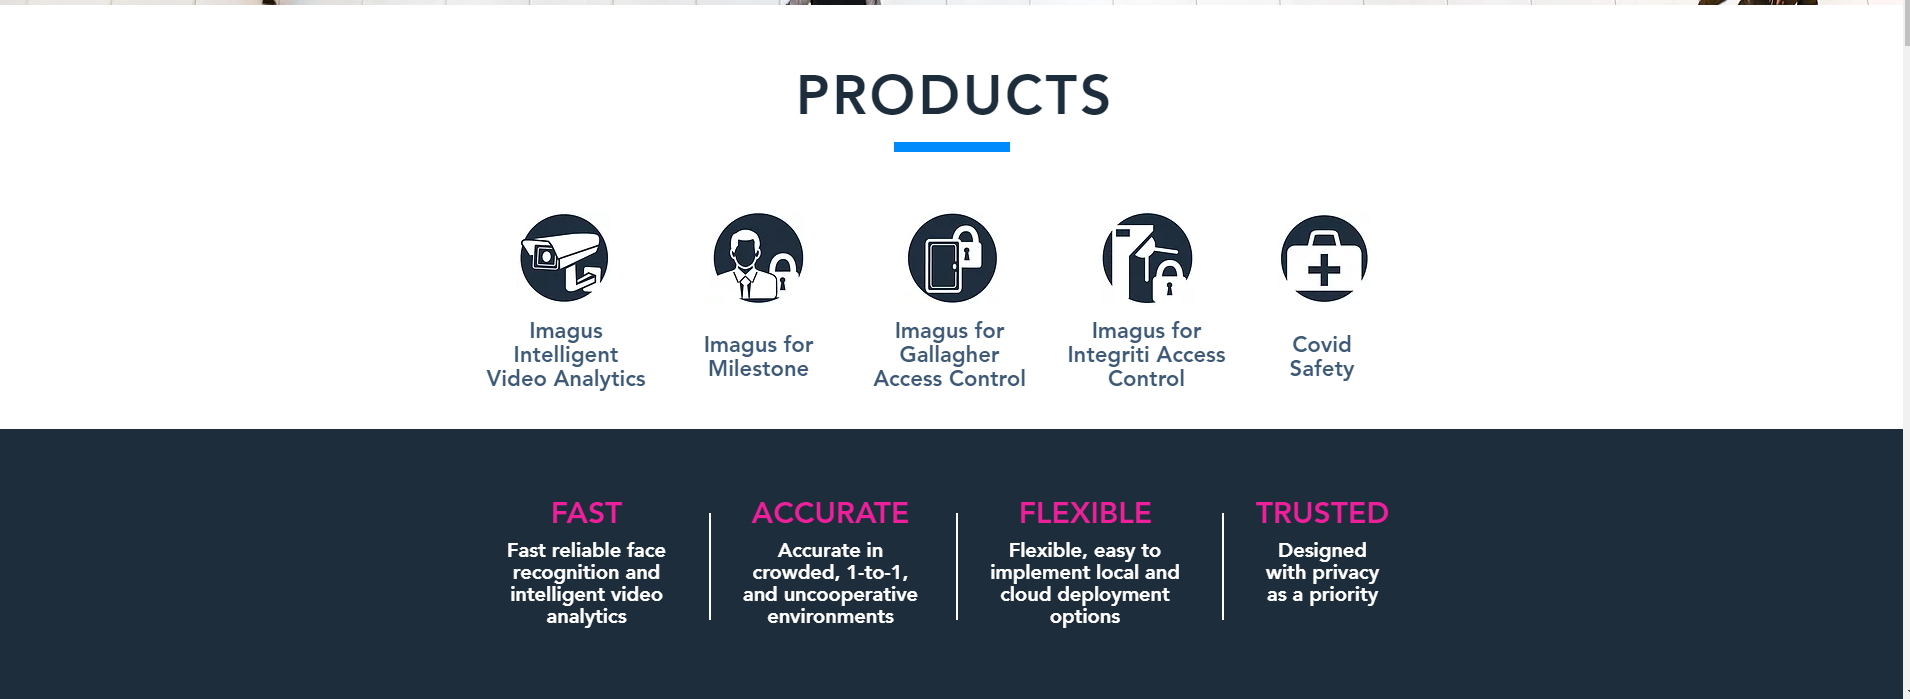 PRODUCTS
Imagus
Intelligent
Video Analytics
Imagus for
Milestone
Imagus for
Gallagher
Access Control
Imagus for
Integriti Access
Control
Covid
Safety
FAST
Fast reliable face
recognition and
intelligent video
analytics
ACCURATE
Accurate in
crowded, 1-to-1,
and uncooperative
environments
FLEXIBLE
Flexible, easy to
implement local and
cloud deployment
options
TRUSTED
Designed
with privacy
as a priority